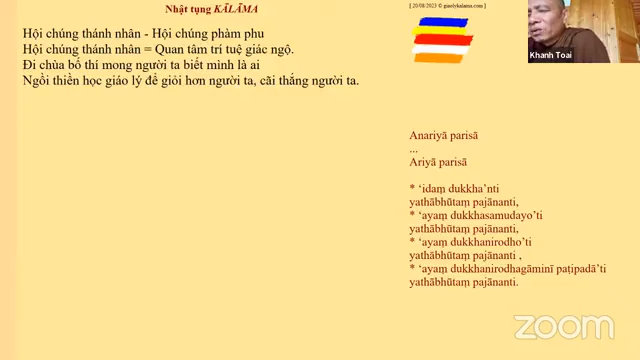 Nhật tụng KĀLĀMA
[ 20/08/2023 © giaolykalama.com ]
Hội chúng thánh nhân - Hội chúng phàm phu
Hội chúng thánh nhân = Quan tâm trí tuệ giác ngộ.
Đi chùa bố thí mong người ta biết mình là ai
Ngồi thiền học giáo lý để giỏi hơn người ta, cãi thắng người ta.
Khanh Toai
Anariyā parisā
...
Ariyā parisā
* ‘idaṃ dukkha’nti
yathābhūtaṃ pajānanti,
* ‘ayaṃ dukkhasamudayo’ti
yathābhūtaṃ pajānanti,
* ‘ayaṃ dukkhanirodho’ti
yathābhūtaṃ pajānanti ,
* ‘ayaṃ dukkhanirodhagāminī paṭipadā’ti
yathābhūtaṃ pajānanti.
zoom